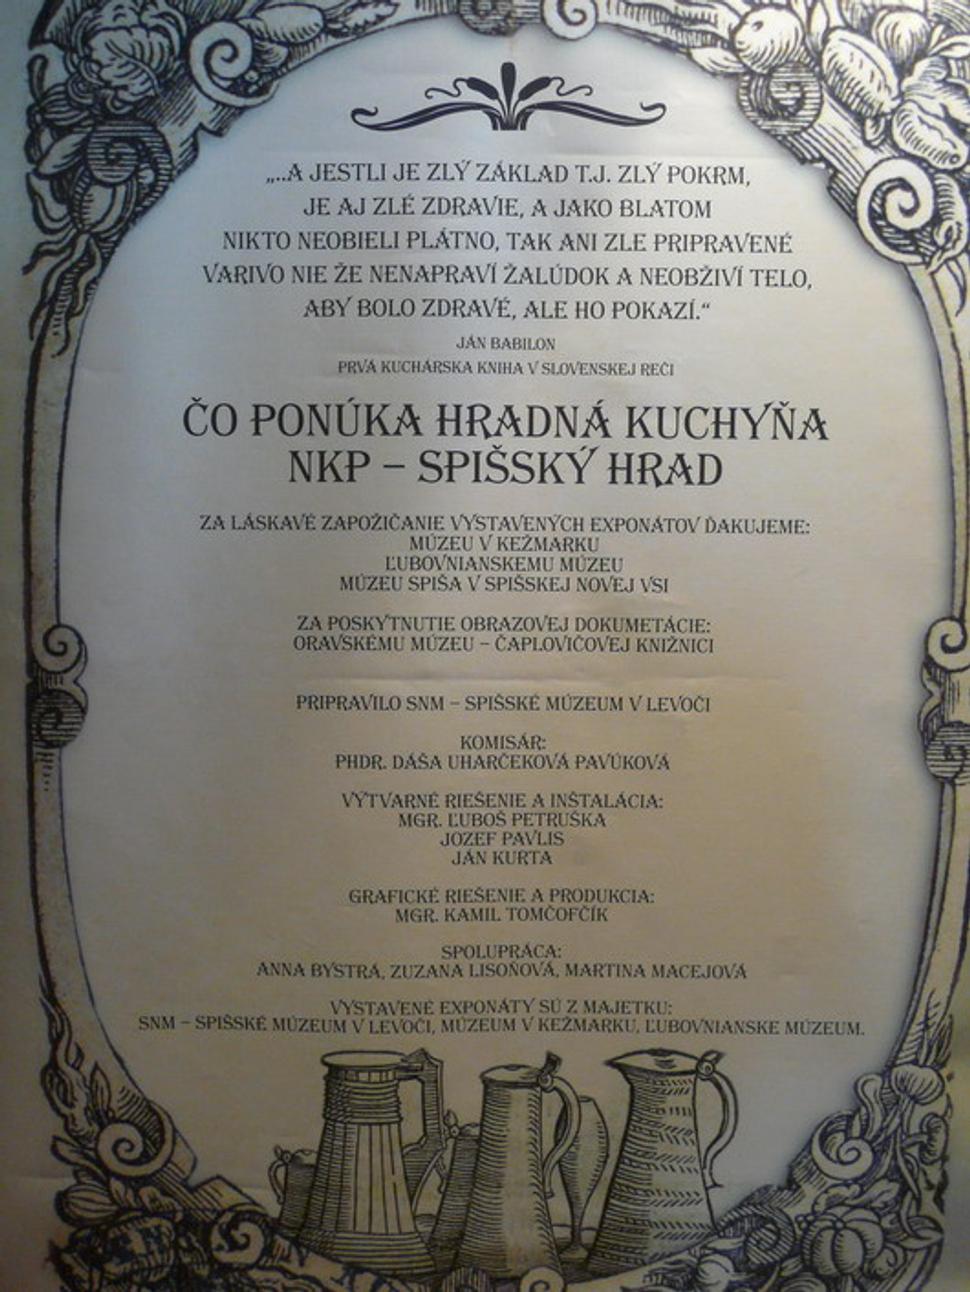 „..A JESTLI JE ZLÝ ZÁKLAD T.J. ZLÝ POKRM,
JE AJ ZLÉ ZDRAVIE, A JAKO BLATOM
NIKTO NEOBIELI PLÁTNO, TAK ANI ZLE PRIPRAVENÉ
VARIVO NIE ŽE NENAPRAVÍ ŽALÚDOK A NEOBŽIVÍ TELO,
ABY BOLO ZDRAVÉ, ALE HO POKAZÍ.“
JÁN BABILON
PRVÁ KUCHÁRSKA KNIHA V SLOVENSKEJ REČI
ČO PONÚKA HRADNÁ KUCHYŇA
NKP – SPIŠSKÝ HRAD
ZA LÁSKAVÉ ZAPOŽIČANIE VYSTAVENÝCH EXPONÁTOV ĎAKUJEME:
MÚZEU V KEŽMARKU
ĽUBOVNIANSKEMU MÚZEU
MÚZEU SPIŠA V SPIŠSKEJ NOVEJ VSI
ZA POSKYTNUTIE OBRAZOVEJ DOKUMETÁCIE:
ORAVSKÉMU MÚZEU – ČAPLOVIČOVEJ KNIŽNICI
PRIPRAVILO SNM – SPIŠSKÉ MÚZEUM V LEVOČI
KOMISÁR:
PHDR. DÁŠA UHARČEKOVÁ PAVÚKOVÁ
VÝTVARNÉ RIEŠENIE A INŠTALÁCIA:
MGR. ĽUBOŠ PETRUŠKA
JOZEF PAVLIS
JÁN KURTA
GRAFICKÉ RIEŠENIE A PRODUKCIA:
MGR. KAMIL TOMČOFČÍK
SPOLUPRÁCA:
ANNA BYSTRÁ, ZUZANA LISOŇOVÁ, MARTINA MACEJOVÁ
VYSTAVENÉ EXPONÁTY SÚ Z MAJETKU:
SNM – SPIŠSKÉ MÚZEUM V LEVOČI, MÚZEUM V KEŽMARKU, ĽUBOVNIANSKE MÚZEUM.